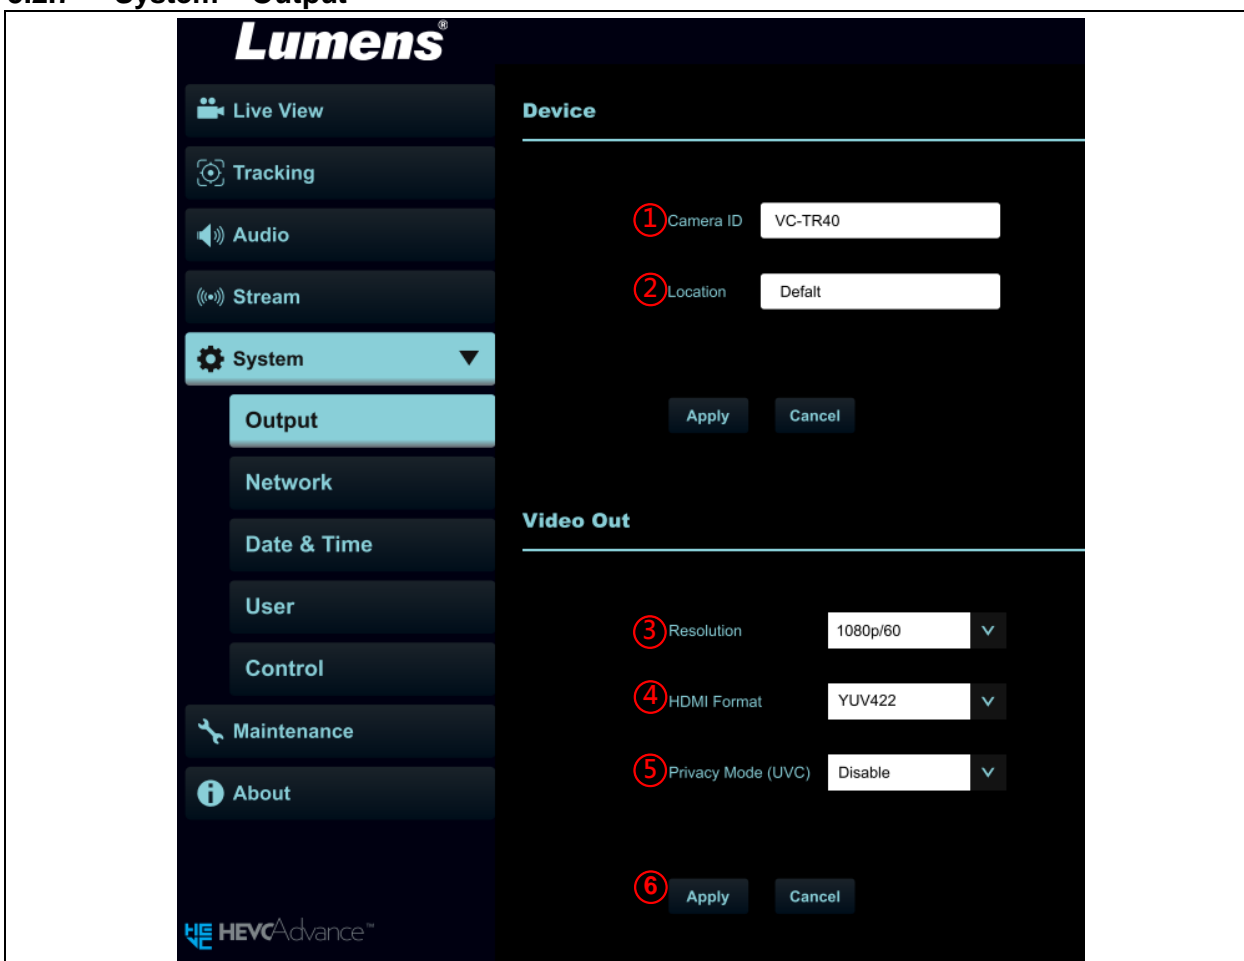 System Output
Lumens®
Live View
Tracking
Audio
Stream
System
Output
Network
Date & Time
User
Control
Maintenance
About
HEVCAdvance™
Device
1 Camera ID VC-TR40
2 Location Defalt
Apply Cancel
Video Out
3 Resolution 1080p/60
4 HDMI Format YUV422
5 Privacy Mode (UVC) Disable
6 Apply Cancel